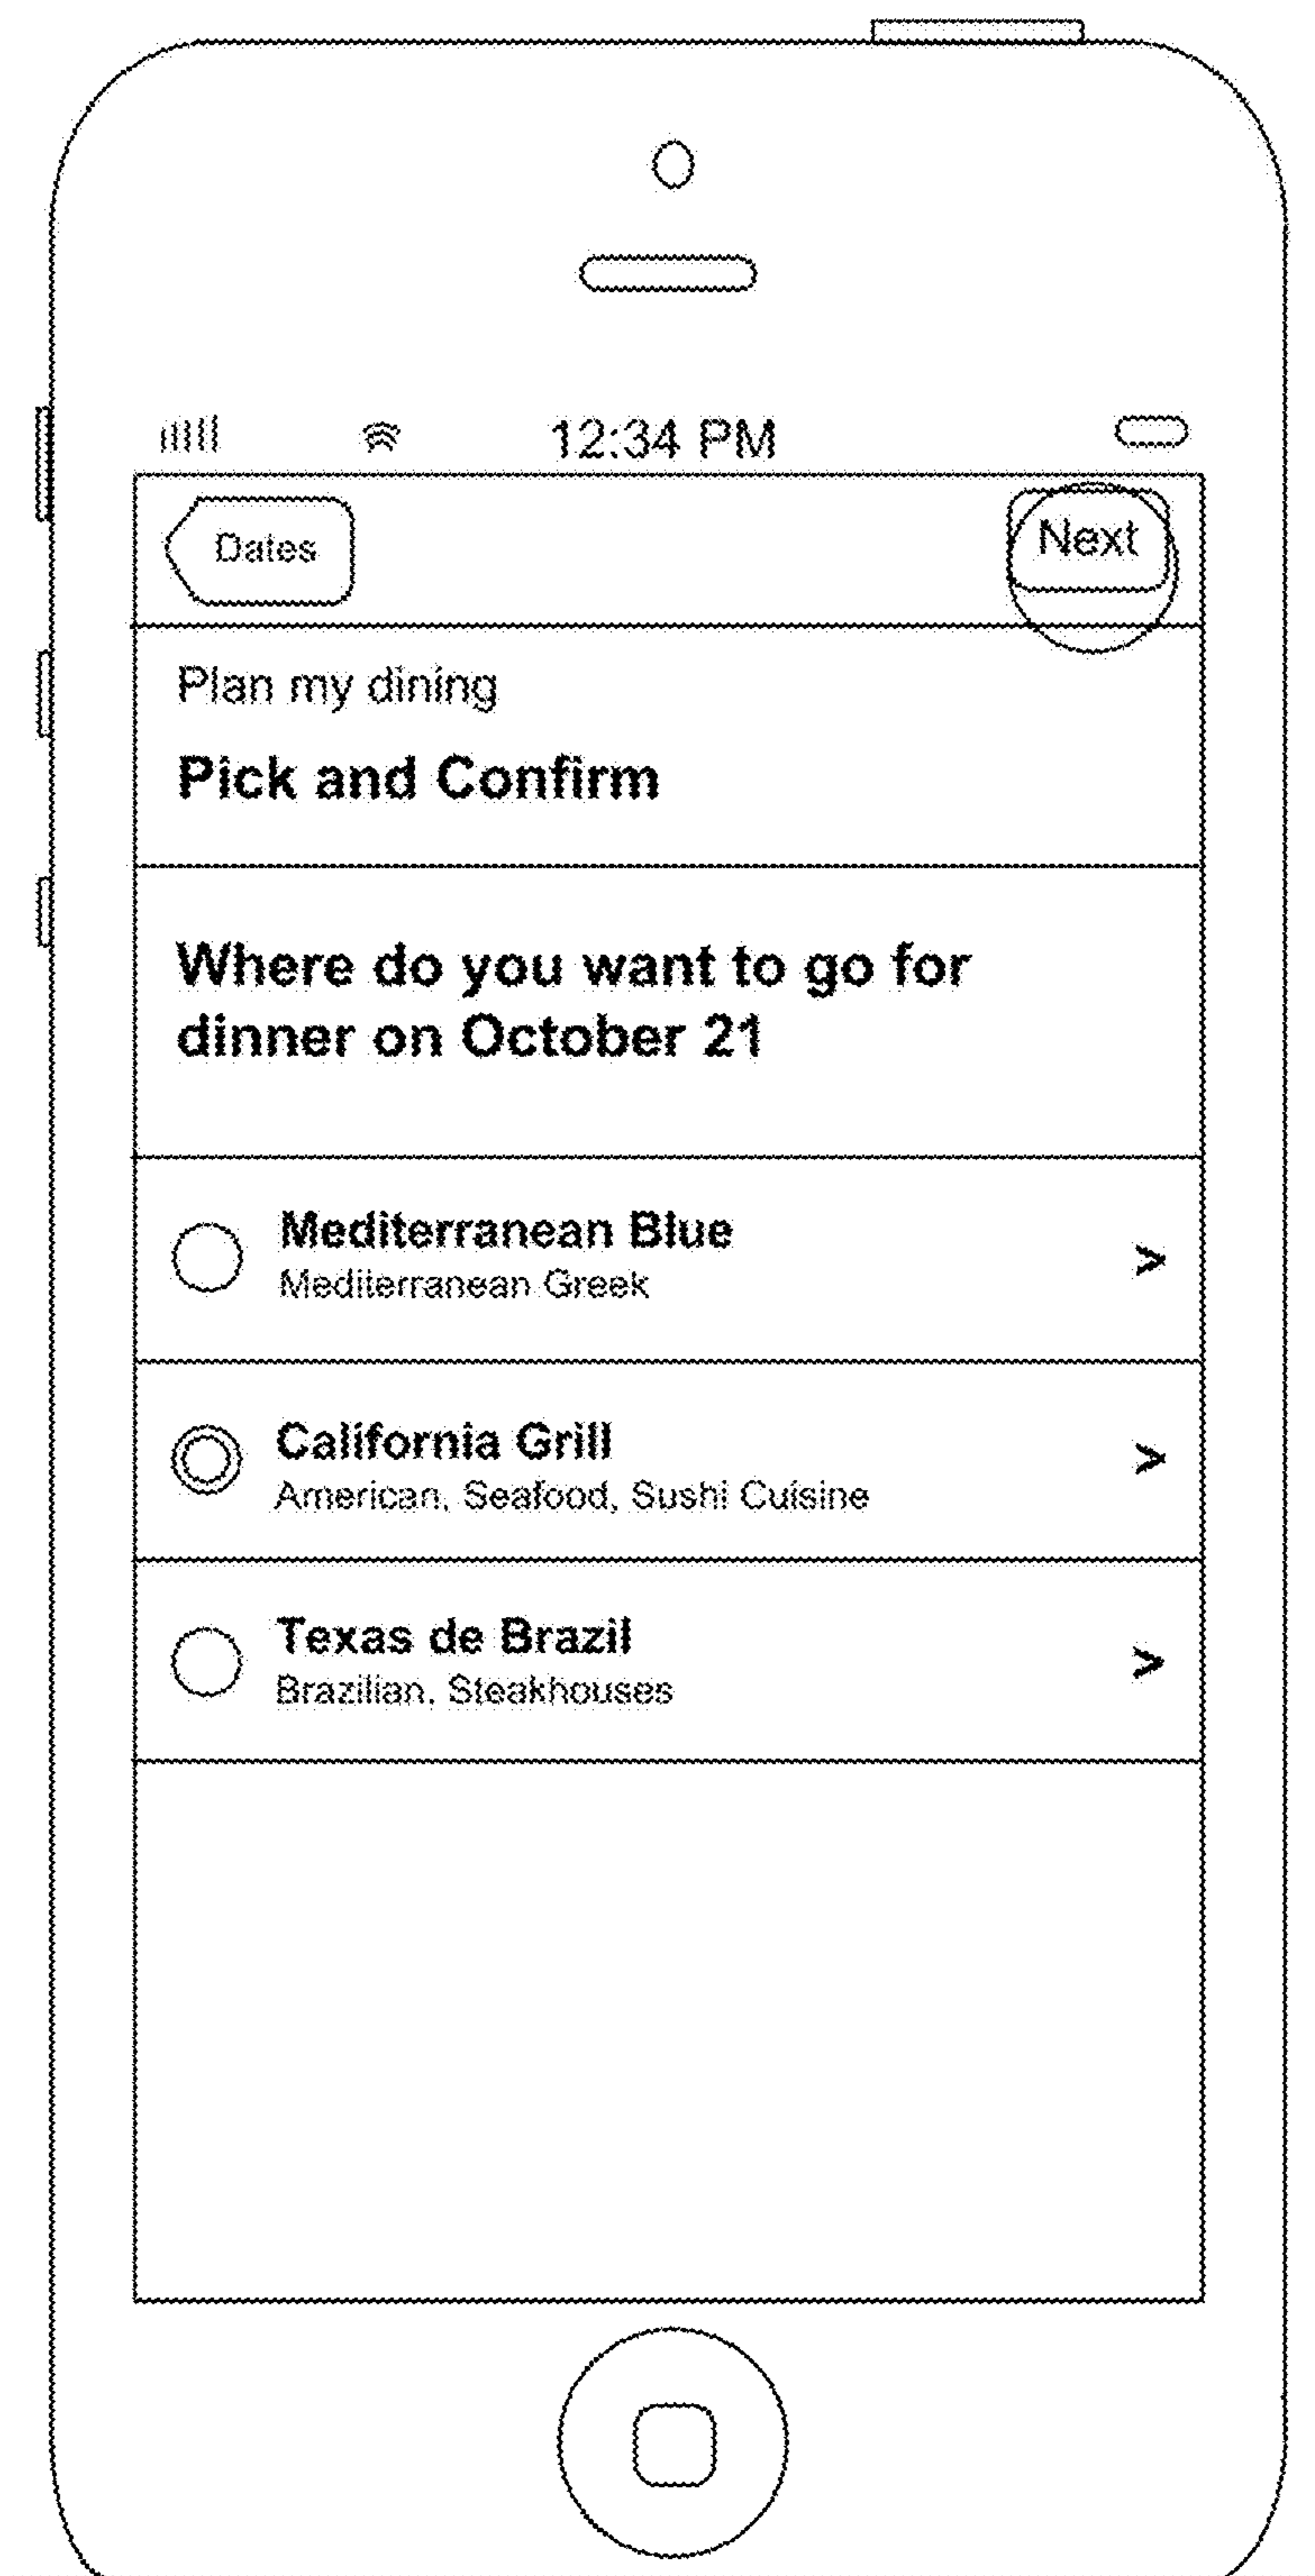 12:34 PM
Dates
Next
Plan my dining
Pick and Confirm
Where do you want to go for
dinner on October 21
Mediterranean Blue
Mediterranean Greek
>
California Grill
American, Seafood, Sushi Cuisine
>
Texas de Brazil
Brazilian, Steakhouses
>